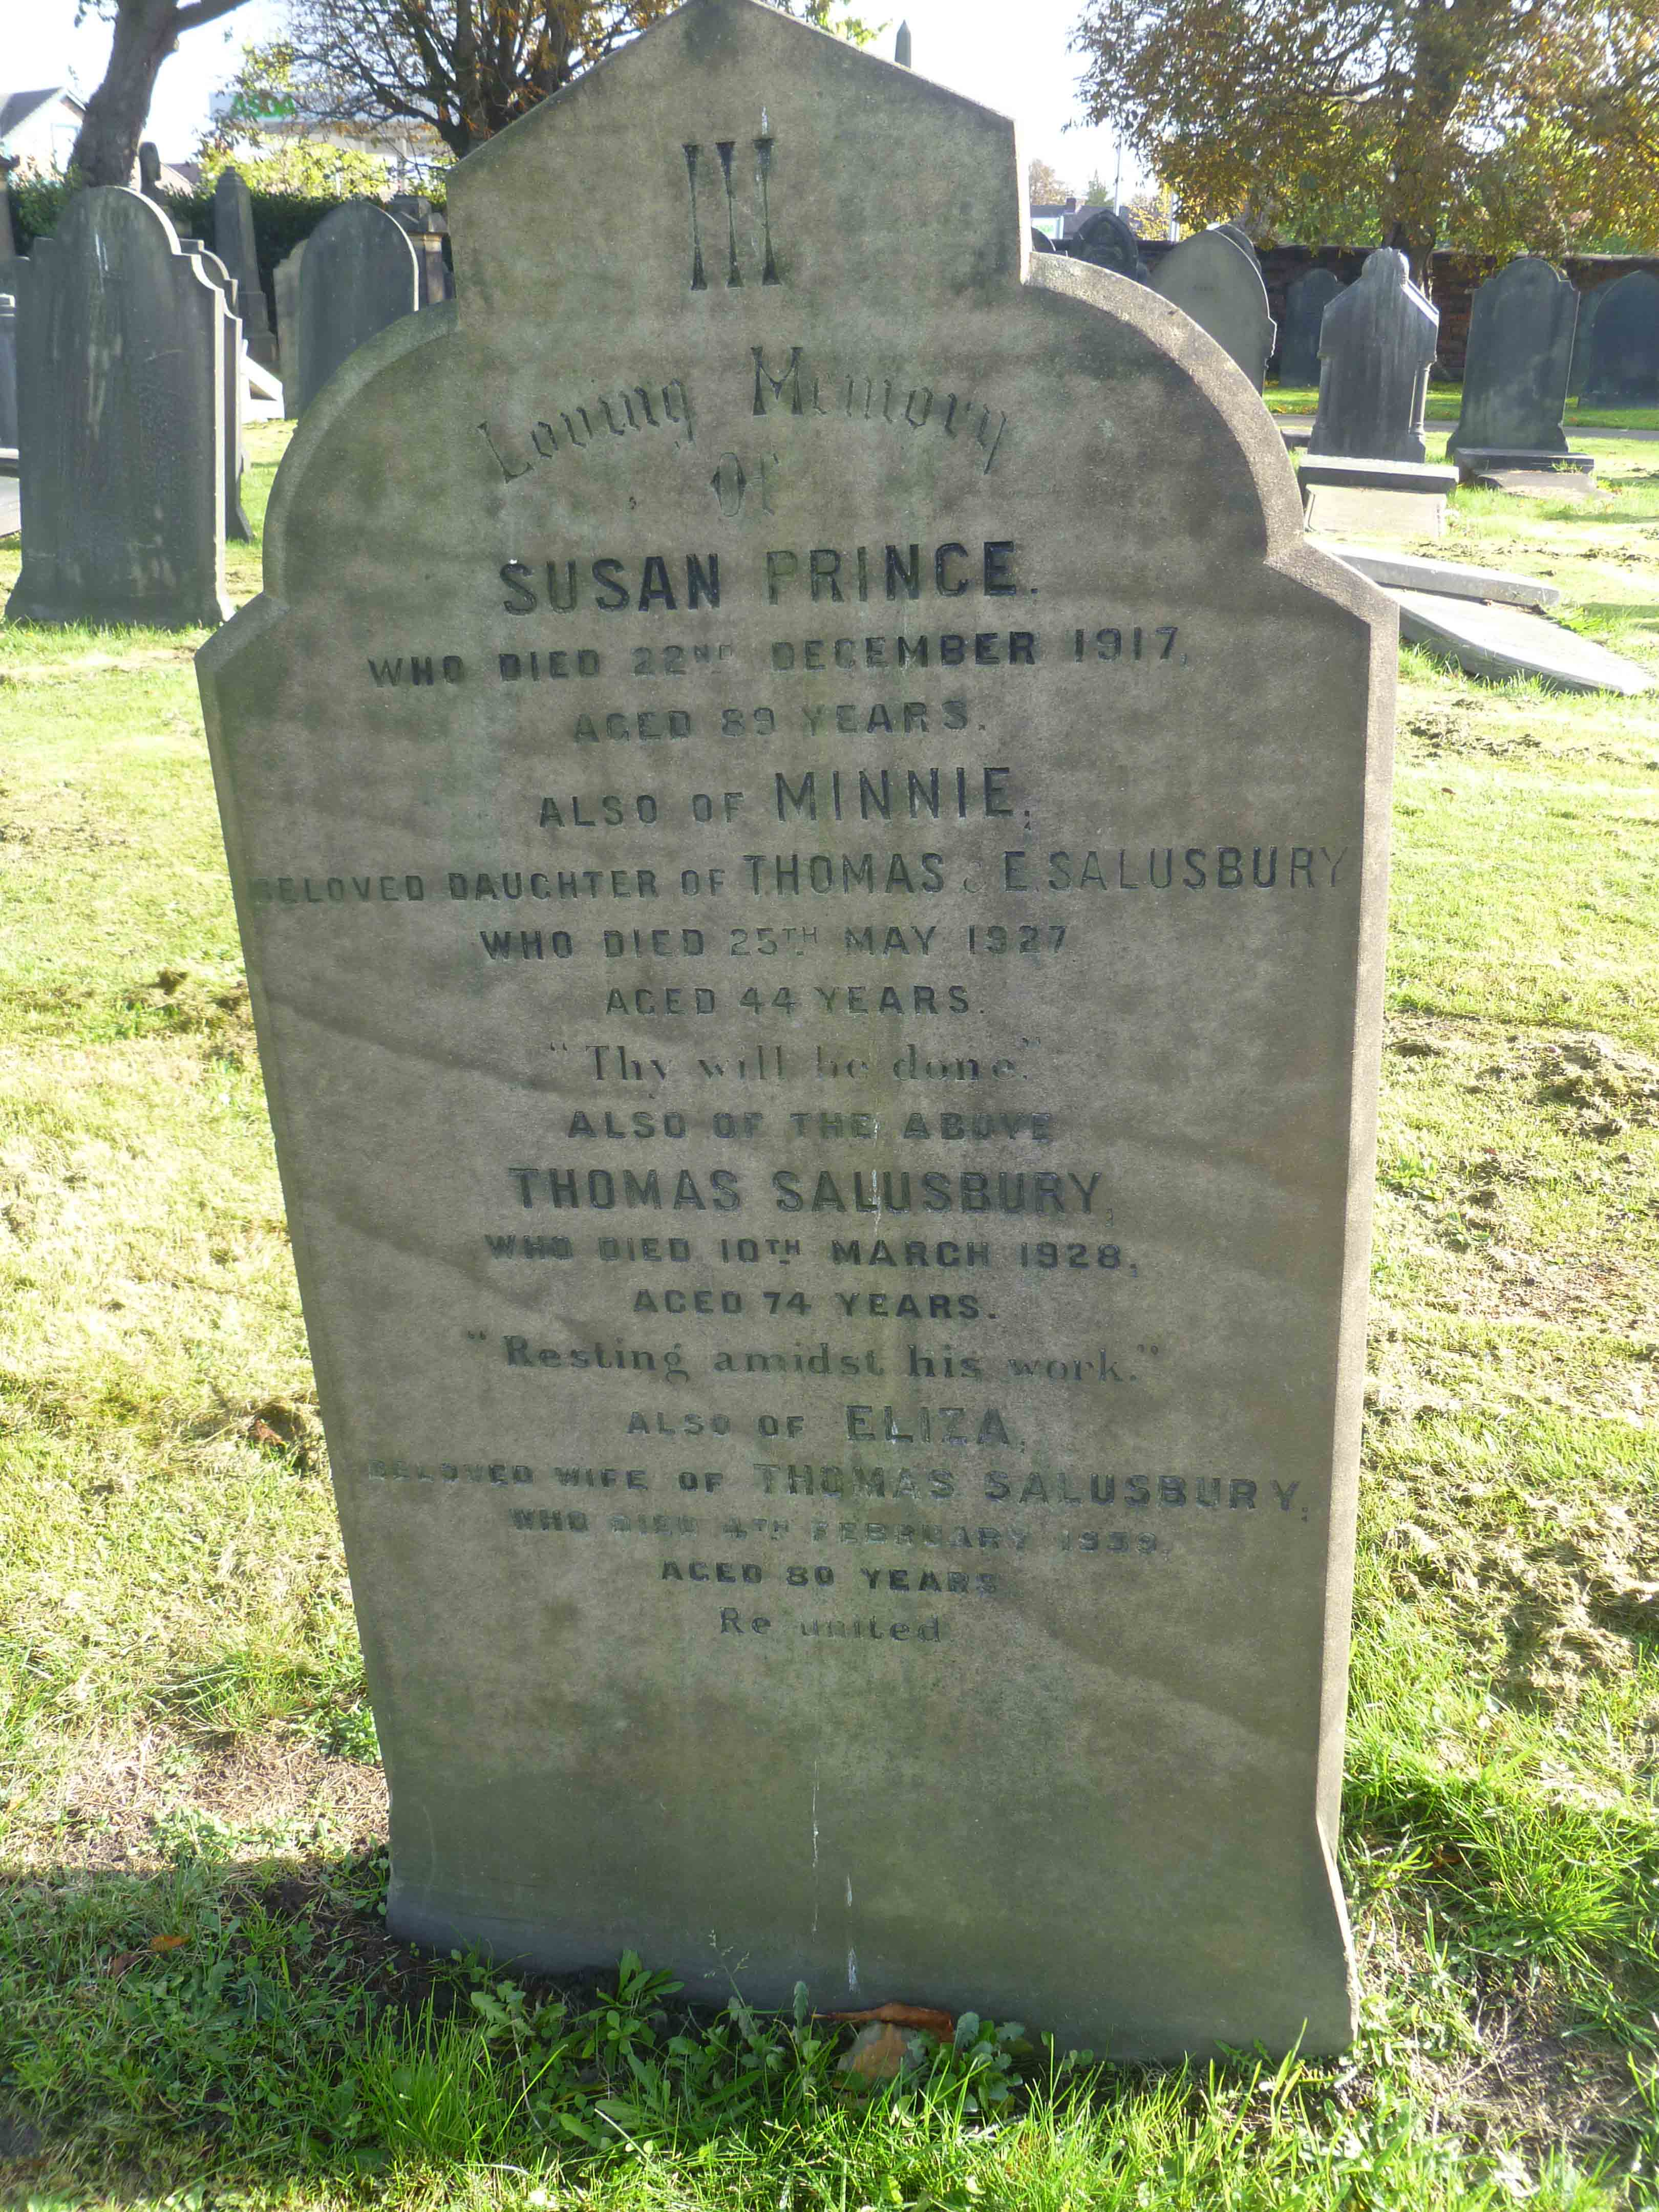 ASDA
IN
Loving Memory
Of
SUSAN PRINCE.
WHO DIED 22ND DECEMBER 1917,
AGED 89 YEARS.
ALSO OF MINNIE,
BELOVED DAUGHTER OF THOMAS & E. SALUSBURY
WHO DIED 25TH MAY 1927
AGED 44 YEARS.
"Thy will be done."
ALSO OF THE ABOVE
THOMAS SALUSBURY,
WHO DIED 10TH MARCH 1928,
AGED 74 YEARS.
"Resting amidst his work."
ALSO OF ELIZA,
BELOVED WIFE OF THOMAS SALUSBURY,
WHO DIED 4TH FEBRUARY 1939,
AGED 80 YEARS
Re united